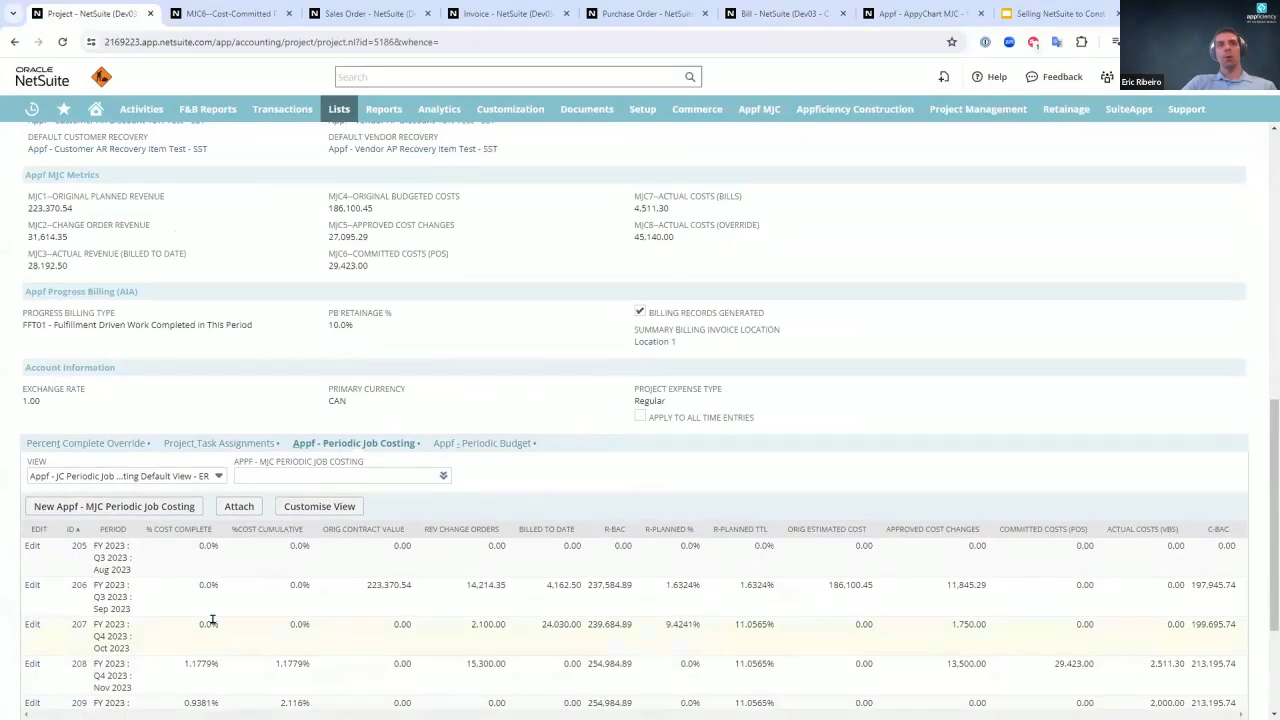 Project - NetSuite (Dev03
MJC6--Cost-Committed P
Sales Order - NetSuite (Dev
Invoice - NetSuite (Dev03
Purchase Order - NetSuite
Bill - NetSuite (Dev03
Appf - AppyChart MJC -
Selling NetSuite to Const
appficiency
2169223.app.netsuite.com/app/accounting/project/project.nl?id=5186&whence=
Eric Ribeiro
ORACLE
NetSuite
Search
Help
Feedback
Activities F&B Reports Transactions Lists Reports Analytics Customization Documents Setup Commerce Appf MJC Appficiency Construction Project Management Retainage SuiteApps Support
DEFAULT CUSTOMER RECOVERY DEFAULT VENDOR RECOVERY
Appf - Customer AR Recovery Item Test - SST Appf - Vendor AP Recovery Item Test - SST
Appf MJC Metrics
MJC1--ORIGINAL PLANNED REVENUE MJC4--ORIGINAL BUDGETED COSTS MJC7--ACTUAL COSTS (BILLS)
223,370.54 186,100.45 4,511.30
MJC2--CHANGE ORDER REVENUE MJC5--APPROVED COST CHANGES MJC8--ACTUAL COSTS (OVERRIDE)
31,614.35 27,095.29 45,140.00
MJC3--ACTUAL REVENUE (BILLED TO DATE) MJC6--COMMITTED COSTS (POS)
28,192.50 29,423.00
Appf Progress Billing (AIA)
PROGRESS BILLING TYPE PB RETAINAGE % BILLING RECORDS GENERATED
FFT01 - Fulfillment Driven Work Completed in This Period 10.0%
SUMMARY BILLING INVOICE LOCATION
Location 1
Account Information
EXCHANGE RATE PRIMARY CURRENCY PROJECT EXPENSE TYPE
1.00 CAN Regular
APPLY TO ALL TIME ENTRIES
Percent Complete Override • Project Task Assignments • Appf - Periodic Job Costing • Appf - Periodic Budget •
VIEW APPF - MJC PERIODIC JOB COSTING
Appf - JC Periodic Job ...ting Default View - ER
New Appf - MJC Periodic Job Costing Attach Customise View
EDIT ID PERIOD % COST COMPLETE %COST CUMULATIVE ORIG CONTRACT VALUE REV CHANGE ORDERS BILLED TO DATE R-BAC R-PLANNED % R-PLANNED TTL ORIG ESTIMATED COST APPROVED COST CHANGES COMMITTED COSTS (POS) ACTUAL COSTS (VBS) C-BAC
Edit 205 FY 2023 : 0.0% 0.0% 0.00 0.00 0.00 0.00 0.0% 0.0% 0.00 0.00 0.00 0.00 0.00
Q3 2023 :
Aug 2023
Edit 206 FY 2023 : 0.0% 0.0% 223,370.54 14,214.35 4,162.50 237,584.89 1.6324% 1.6324% 186,100.45 11,845.29 0.00 0.00 197,945.74
Q3 2023 :
Sep 2023
Edit 207 FY 2023 : 0.0% 0.0% 0.00 2,100.00 24,030.00 239,684.89 9.4241% 11.0565% 0.00 1,750.00 0.00 0.00 199,695.74
Q4 2023 :
Oct 2023
Edit 208 FY 2023 : 1.1779% 1.1779% 0.00 15,300.00 0.00 254,984.89 0.0% 11.0565% 0.00 13,500.00 29,423.00 2,511.30 213,195.74
Q4 2023 :
Nov 2023
Edit 209 FY 2023 : 0.9381% 2.116% 0.00 0.00 0.00 254,984.89 0.0% 11.0565% 0.00 0.00 0.00 2,000.00 213,195.74